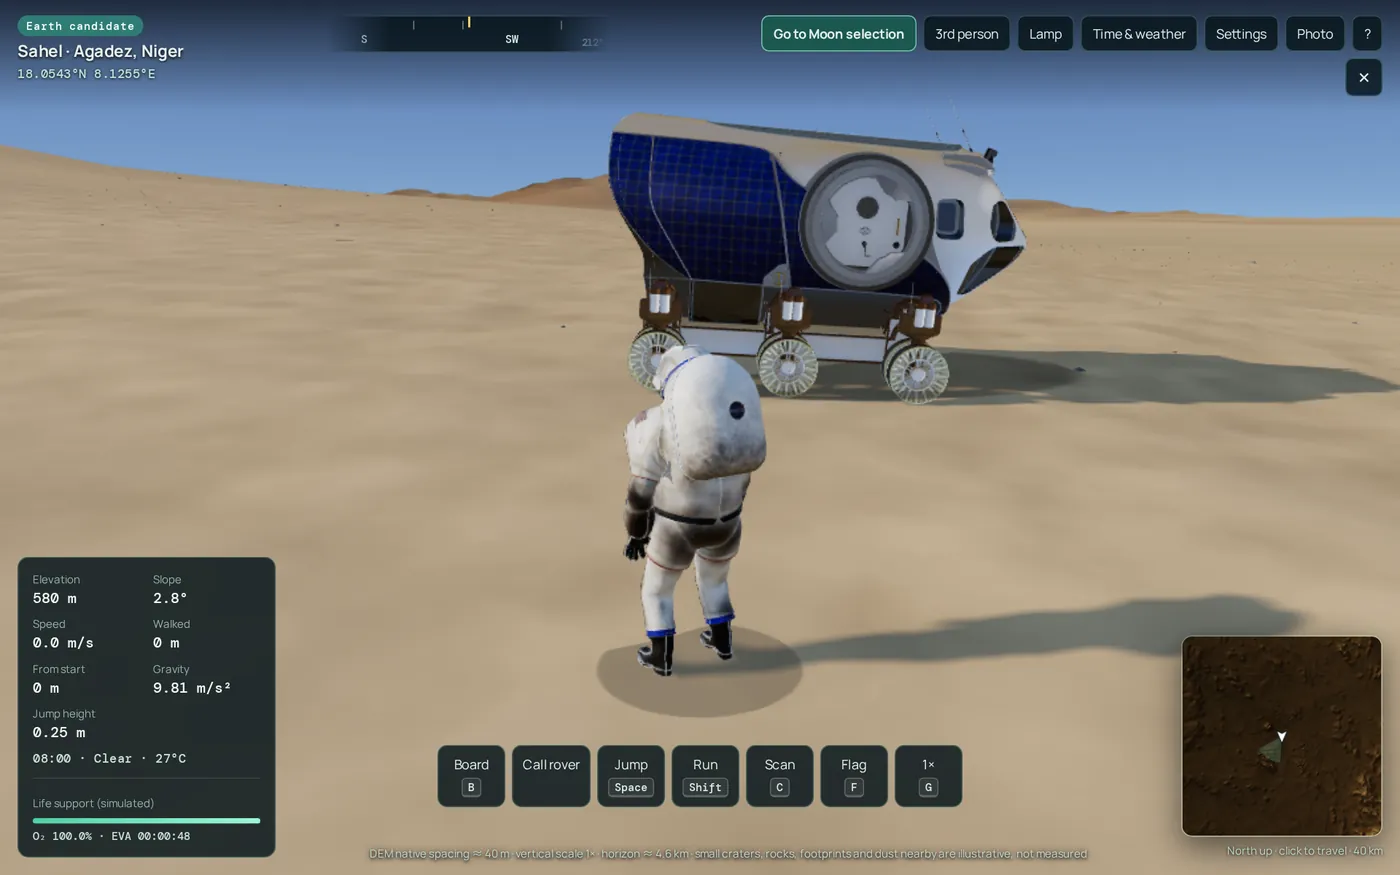 Earth candidate
Sahel · Agadez, Niger
18.0543°N 8.1255°E
S
SW
212°
Go to Moon selection
3rd person
Lamp
Time & weather
Settings
Photo
?
×
Elevation
580 m
Slope
2.8°
Speed
0.0 m/s
Walked
0 m
From start
0 m
Gravity
9.81 m/s²
Jump height
0.25 m
08:00 · Clear · 27°C
Life support (simulated)
O₂ 100.0% · EVA 00:00:48
Board
B
Call rover
Jump
Space
Run
Shift
Scan
C
Flag
F
1×
G
DEM native spacing ≈ 40 m · vertical scale 1× · horizon ≈ 4.6 km · small craters, rocks, footprints and dust nearby are illustrative, not measured
North up · click to travel · 40 km